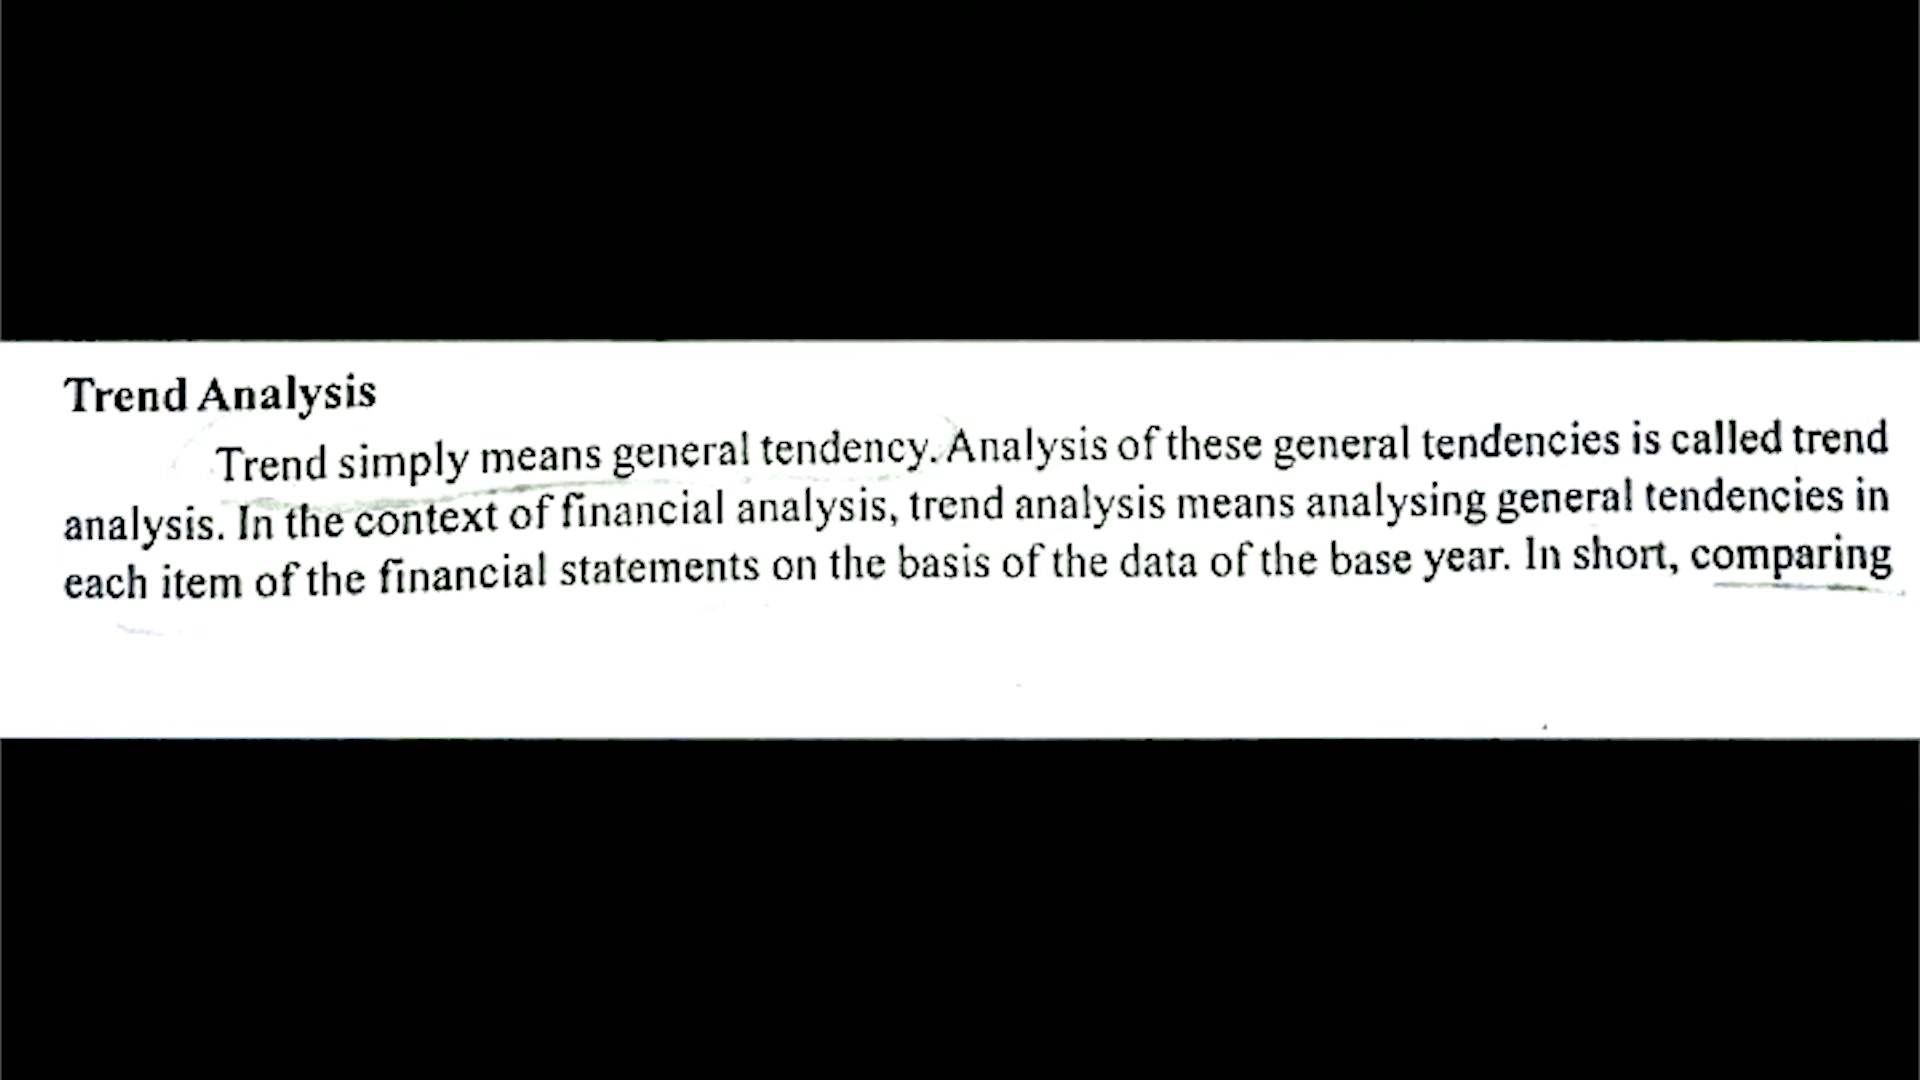 Trend Analysis
Trend simply means general tendency. Analysis of these general tendencies is called trend
analysis. In the context of financial analysis, trend analysis means analysing general tendencies in
each item of the financial statements on the basis of the data of the base year. In short, comparing